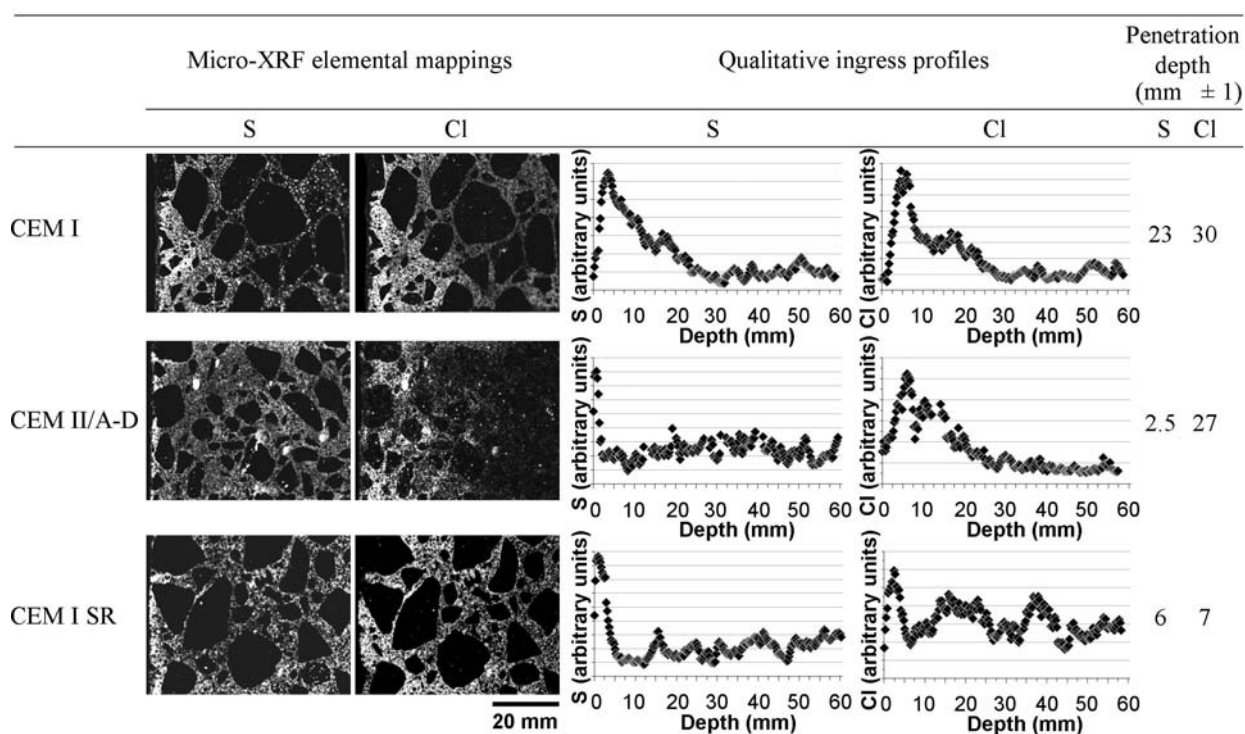 Micro-XRF elemental mappings
Qualitative ingress profiles
Penetration
depth
(mm ± 1)
S
Cl
S
Cl
S Cl
CEM I
S (arbitrary units)
0 10 20 30 40 50 60
Depth (mm)
Cl (arbitrary units)
0 10 20 30 40 50 60
Depth (mm)
23 30
CEM II/A-D
S (arbitrary units)
0 10 20 30 40 50 60
Depth (mm)
Cl (arbitrary units)
0 10 20 30 40 50 60
Depth (mm)
2.5 27
CEM I SR
S (arbitrary units)
0 10 20 30 40 50 60
Depth (mm)
Cl (arbitrary units)
0 10 20 30 40 50 60
Depth (mm)
6 7
20 mm